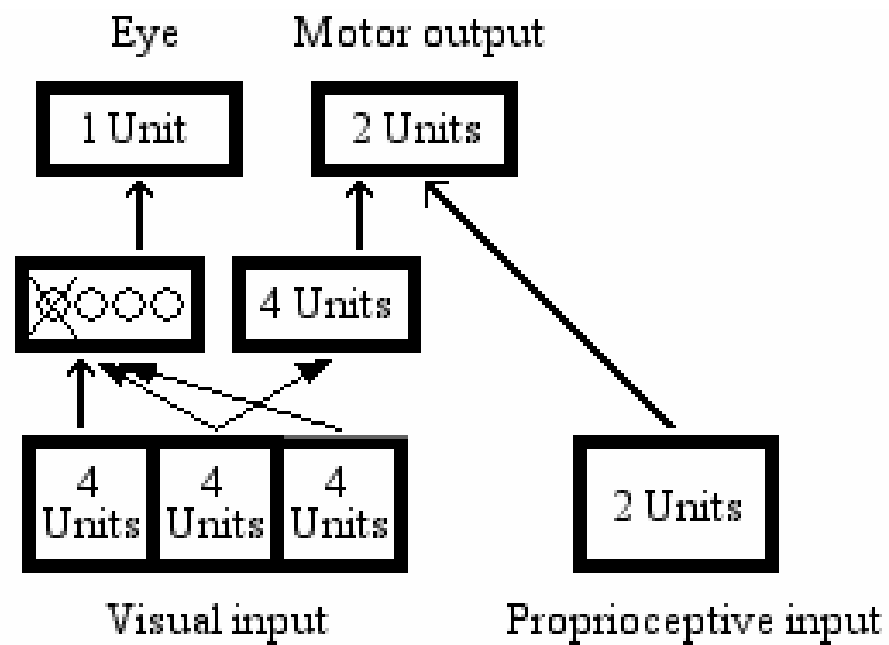 Eye
Motor output
1 Unit
2 Units
4 Units
4
Units
4
Units
4
Units
2 Units
Visual input
Proprioceptive input